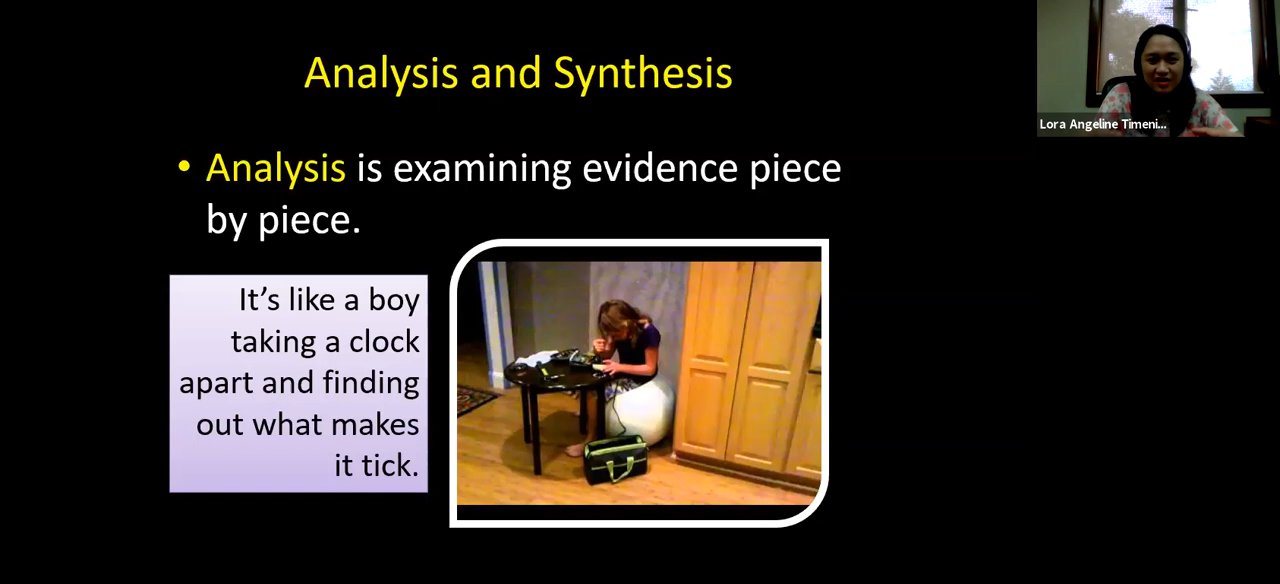 Analysis and Synthesis
• Analysis is examining evidence piece
by piece.
It’s like a boy
taking a clock
apart and finding
out what makes
it tick.
Lora Angeline Timeni...